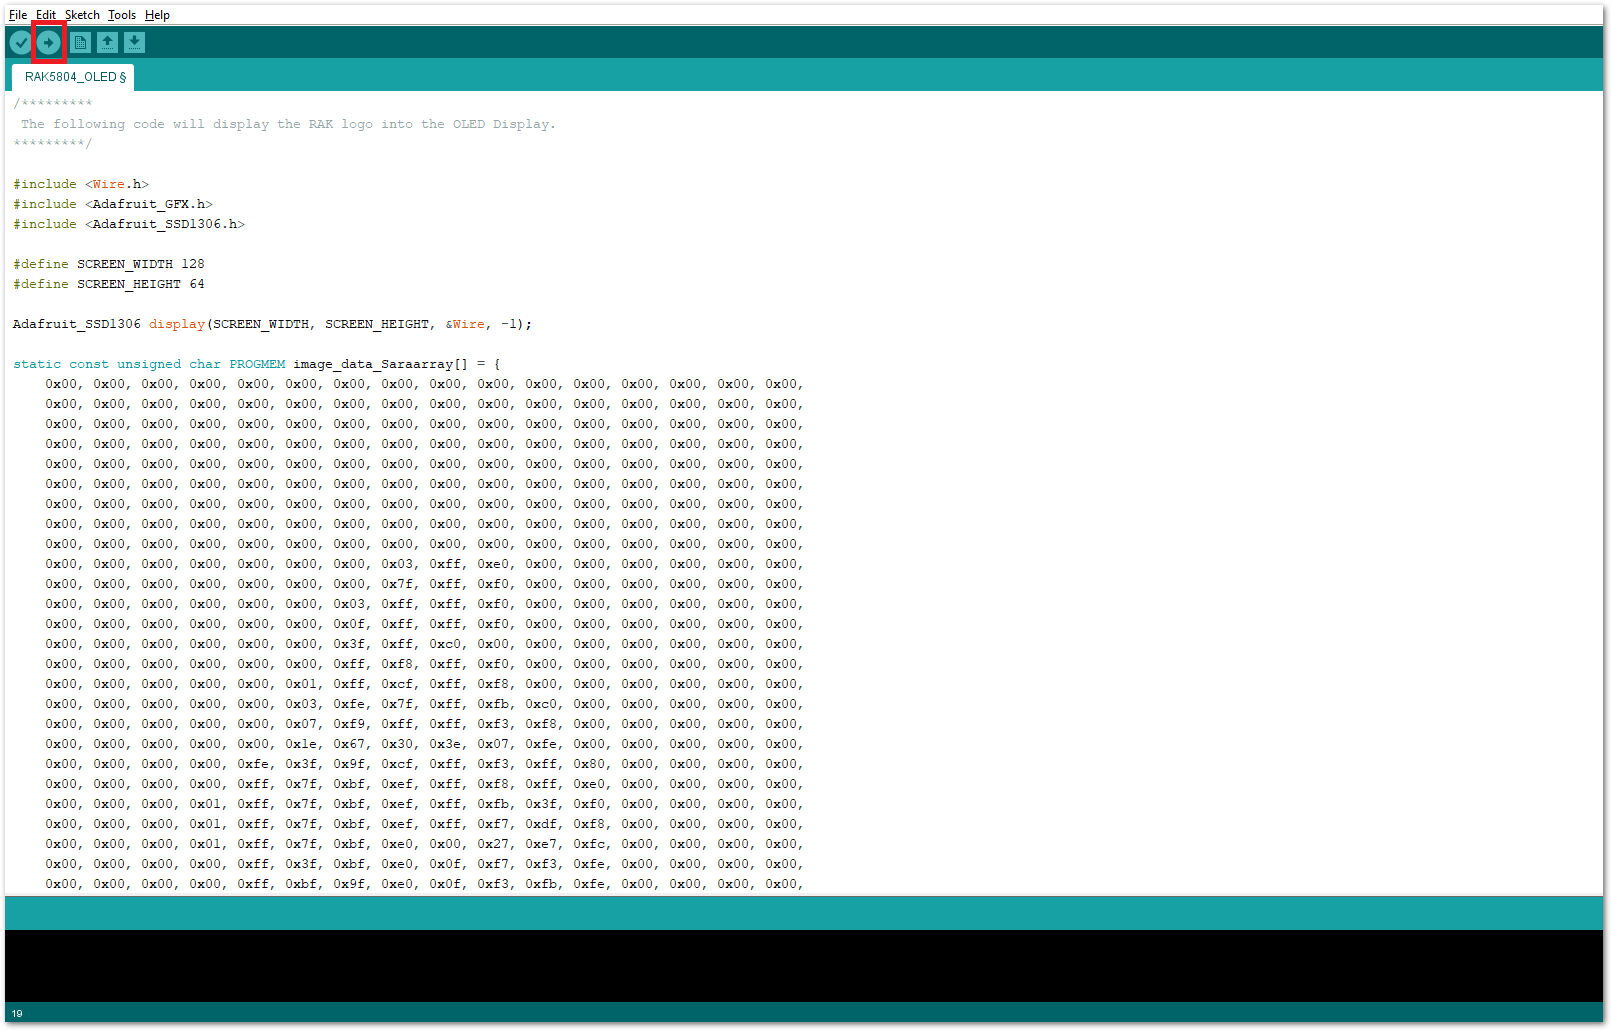 File Edit Sketch Tools Help
RAK5804_OLED §
/*********
 The following code will display the RAK logo into the OLED Display.
*********/
#include <Wire.h>
#include <Adafruit_GFX.h>
#include <Adafruit_SSD1306.h>
#define SCREEN_WIDTH 128
#define SCREEN_HEIGHT 64
Adafruit_SSD1306 display(SCREEN_WIDTH, SCREEN_HEIGHT, &Wire, -1);
static const unsigned char PROGMEM image_data_Saraarray[] = {
    0x00, 0x00, 0x00, 0x00, 0x00, 0x00, 0x00, 0x00, 0x00, 0x00, 0x00, 0x00, 0x00, 0x00, 0x00, 0x00,
    0x00, 0x00, 0x00, 0x00, 0x00, 0x00, 0x00, 0x00, 0x00, 0x00, 0x00, 0x00, 0x00, 0x00, 0x00, 0x00,
    0x00, 0x00, 0x00, 0x00, 0x00, 0x00, 0x00, 0x00, 0x00, 0x00, 0x00, 0x00, 0x00, 0x00, 0x00, 0x00,
    0x00, 0x00, 0x00, 0x00, 0x00, 0x00, 0x00, 0x00, 0x00, 0x00, 0x00, 0x00, 0x00, 0x00, 0x00, 0x00,
    0x00, 0x00, 0x00, 0x00, 0x00, 0x00, 0x00, 0x00, 0x00, 0x00, 0x00, 0x00, 0x00, 0x00, 0x00, 0x00,
    0x00, 0x00, 0x00, 0x00, 0x00, 0x00, 0x00, 0x00, 0x00, 0x00, 0x00, 0x00, 0x00, 0x00, 0x00, 0x00,
    0x00, 0x00, 0x00, 0x00, 0x00, 0x00, 0x00, 0x00, 0x00, 0x00, 0x00, 0x00, 0x00, 0x00, 0x00, 0x00,
    0x00, 0x00, 0x00, 0x00, 0x00, 0x00, 0x00, 0x00, 0x00, 0x00, 0x00, 0x00, 0x00, 0x00, 0x00, 0x00,
    0x00, 0x00, 0x00, 0x00, 0x00, 0x00, 0x00, 0x00, 0x00, 0x00, 0x00, 0x00, 0x00, 0x00, 0x00, 0x00,
    0x00, 0x00, 0x00, 0x00, 0x00, 0x00, 0x00, 0x03, 0xff, 0xe0, 0x00, 0x00, 0x00, 0x00, 0x00, 0x00,
    0x00, 0x00, 0x00, 0x00, 0x00, 0x00, 0x00, 0x7f, 0xff, 0xf0, 0x00, 0x00, 0x00, 0x00, 0x00, 0x00,
    0x00, 0x00, 0x00, 0x00, 0x00, 0x00, 0x03, 0xff, 0xff, 0xf0, 0x00, 0x00, 0x00, 0x00, 0x00, 0x00,
    0x00, 0x00, 0x00, 0x00, 0x00, 0x00, 0x0f, 0xff, 0xff, 0xf0, 0x00, 0x00, 0x00, 0x00, 0x00, 0x00,
    0x00, 0x00, 0x00, 0x00, 0x00, 0x00, 0x3f, 0xff, 0xc0, 0x00, 0x00, 0x00, 0x00, 0x00, 0x00, 0x00,
    0x00, 0x00, 0x00, 0x00, 0x00, 0x00, 0xff, 0xf8, 0xff, 0xf0, 0x00, 0x00, 0x00, 0x00, 0x00, 0x00,
    0x00, 0x00, 0x00, 0x00, 0x00, 0x01, 0xff, 0xcf, 0xff, 0xf8, 0x00, 0x00, 0x00, 0x00, 0x00, 0x00,
    0x00, 0x00, 0x00, 0x00, 0x00, 0x03, 0xfe, 0x7f, 0xff, 0xfb, 0xc0, 0x00, 0x00, 0x00, 0x00, 0x00,
    0x00, 0x00, 0x00, 0x00, 0x00, 0x07, 0xf9, 0xff, 0xff, 0xf3, 0xf8, 0x00, 0x00, 0x00, 0x00, 0x00,
    0x00, 0x00, 0x00, 0x00, 0x00, 0x1e, 0x67, 0x30, 0x3e, 0x07, 0xfe, 0x00, 0x00, 0x00, 0x00, 0x00,
    0x00, 0x00, 0x00, 0x00, 0xfe, 0x3f, 0x9f, 0xcf, 0xff, 0xf3, 0xff, 0x80, 0x00, 0x00, 0x00, 0x00,
    0x00, 0x00, 0x00, 0x00, 0xff, 0x7f, 0xbf, 0xef, 0xff, 0xf8, 0xff, 0xe0, 0x00, 0x00, 0x00, 0x00,
    0x00, 0x00, 0x00, 0x01, 0xff, 0x7f, 0xbf, 0xef, 0xff, 0xfb, 0x3f, 0xf0, 0x00, 0x00, 0x00, 0x00,
    0x00, 0x00, 0x00, 0x01, 0xff, 0x7f, 0xbf, 0xef, 0xff, 0xf7, 0xdf, 0xf8, 0x00, 0x00, 0x00, 0x00,
    0x00, 0x00, 0x00, 0x01, 0xff, 0x7f, 0xbf, 0xe0, 0x00, 0x27, 0xe7, 0xfc, 0x00, 0x00, 0x00, 0x00,
    0x00, 0x00, 0x00, 0x00, 0xff, 0x3f, 0xbf, 0xe0, 0x0f, 0xf7, 0xf3, 0xfe, 0x00, 0x00, 0x00, 0x00,
    0x00, 0x00, 0x00, 0x00, 0xff, 0xbf, 0x9f, 0xe0, 0x0f, 0xf3, 0xfb, 0xfe, 0x00, 0x00, 0x00, 0x00,
19